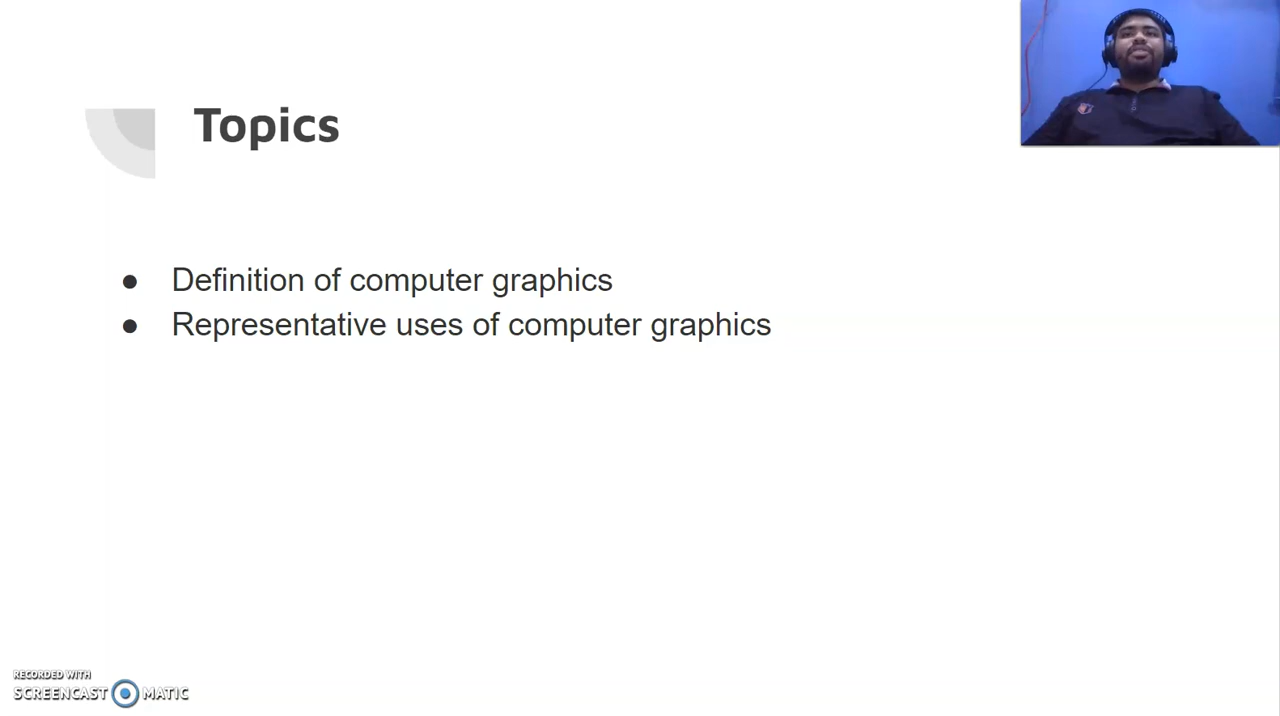 Topics
● Definition of computer graphics
● Representative uses of computer graphics
RECORDED WITH
SCREENCAST MATIC